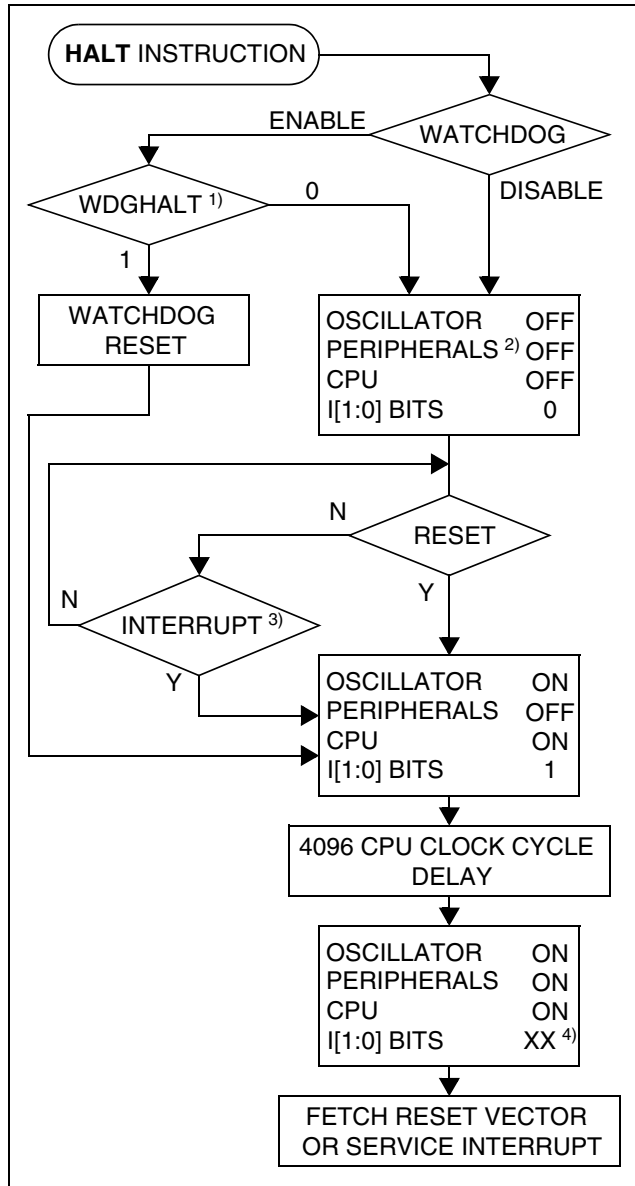 HALT INSTRUCTION
ENABLE
WATCHDOG
WDGHALT 1)
0
DISABLE
1
WATCHDOG
RESET
OSCILLATOR OFF
PERIPHERALS 2) OFF
CPU OFF
I[1:0] BITS 0
N
RESET
N
Y
INTERRUPT 3)
Y
OSCILLATOR ON
PERIPHERALS OFF
CPU ON
I[1:0] BITS 1
4096 CPU CLOCK CYCLE
DELAY
OSCILLATOR ON
PERIPHERALS ON
CPU ON
I[1:0] BITS XX 4)
FETCH RESET VECTOR
OR SERVICE INTERRUPT